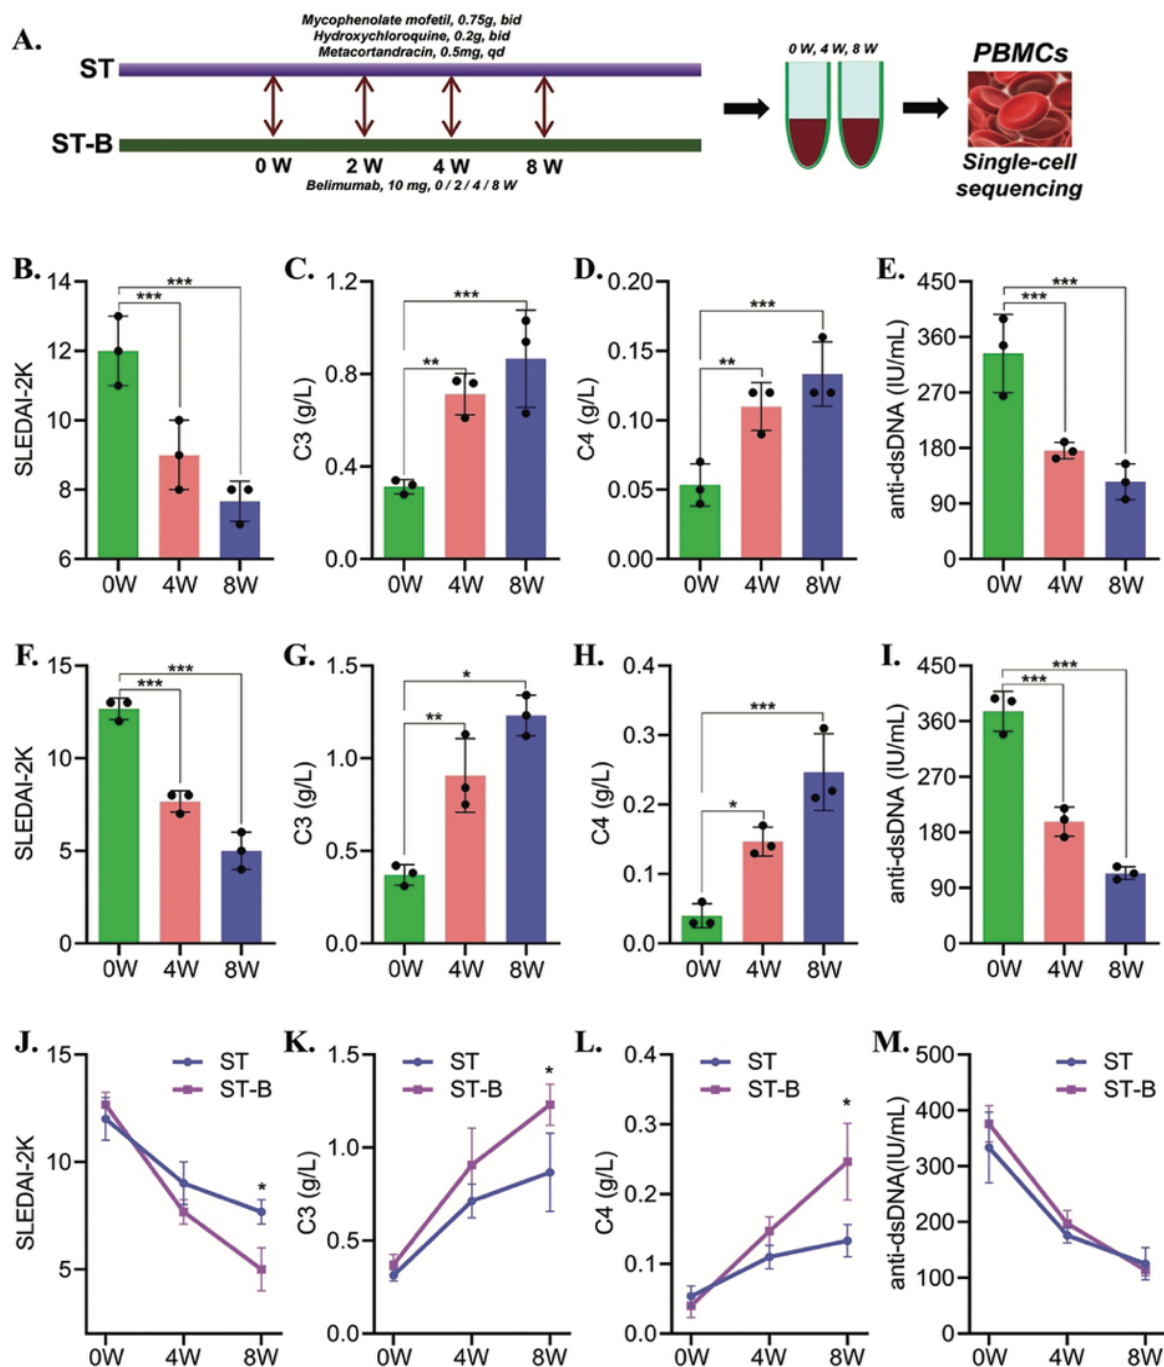 A.
Mycophenolate mofetil, 0.75g, bid
Hydroxychloroquine, 0.2g, bid
Metacortandracin, 0.5mg, qd
ST
ST-B
0 W 2 W 4 W 8 W
Belimumab, 10 mg, 0 / 2 / 4 / 8 W
0 W, 4 W, 8 W
PBMCs
Single-cell
sequencing
B.
SLEDAI-2K
14
12
10
8
6
***
***
0W 4W 8W
C.
C3 (g/L)
1.2
0.8
0.4
0.0
***
**
0W 4W 8W
D.
C4 (g/L)
0.20
0.15
0.10
0.05
0.00
***
**
0W 4W 8W
E.
anti-dsDNA (IU/mL)
450
360
270
180
90
0
***
***
0W 4W 8W
F.
SLEDAI-2K
15
10
5
0
***
***
0W 4W 8W
G.
C3 (g/L)
1.5
1.0
0.5
0.0
*
**
0W 4W 8W
H.
C4 (g/L)
0.4
0.3
0.2
0.1
0.0
***
*
0W 4W 8W
I.
anti-dsDNA (IU/mL)
450
360
270
180
90
0
***
***
0W 4W 8W
J.
SLEDAI-2K
15
10
5
ST
ST-B
*
0W 4W 8W
K.
C3 (g/L)
1.5
1.0
0.5
0.0
ST
ST-B
*
0W 4W 8W
L.
C4 (g/L)
0.4
0.3
0.2
0.1
0.0
ST
ST-B
*
0W 4W 8W
M.
anti-dsDNA(IU/mL)
500
400
300
200
100
0
ST
ST-B
0W 4W 8W